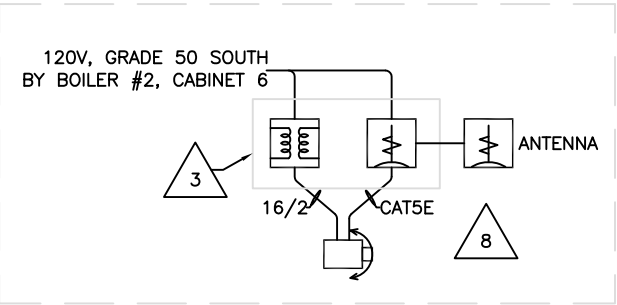 120V, GRADE 50 SOUTH
BY BOILER #2, CABINET 6
ANTENNA
3
16/2
CAT5E
8